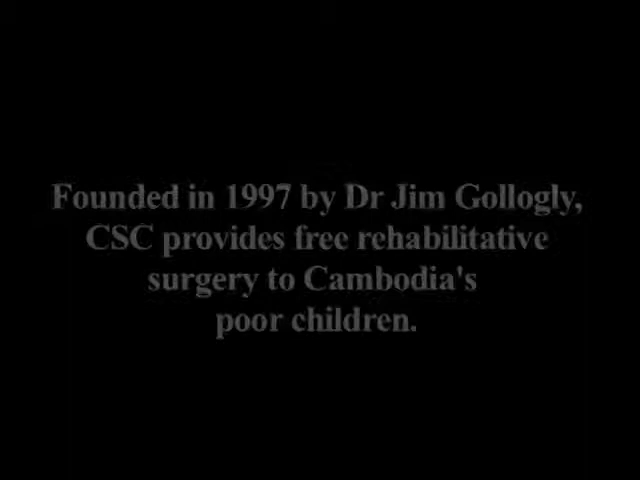 Founded in 1997 by Dr Jim Gollogly,
CSC provides free rehabilitative
surgery to Cambodia's
poor children.